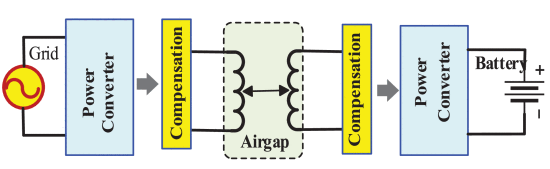 Grid
Power
Converter
Compensation
Airgap
Compensation
Power
Converter
Battery
+
-